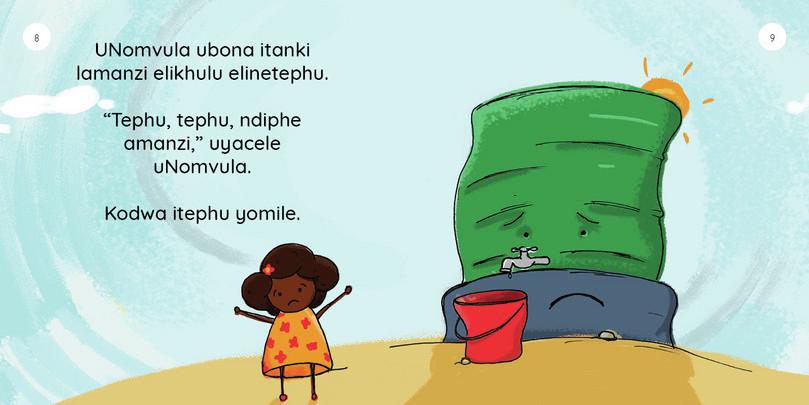 8
UNomvula ubona itanki
lamanzi elikhulu elinetephu.
“Tephu, tephu, ndiphe
amanzi,” uyacele
uNomvula.
Kodwa itephu yomile.
9